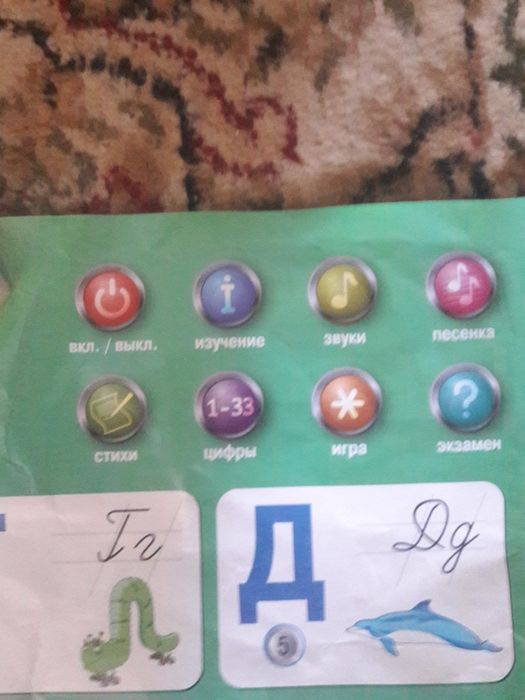 вкл. / выкл. изучение звуки песенка
1-33
стихи цифры игра экзамен
Гг Д Дд
5